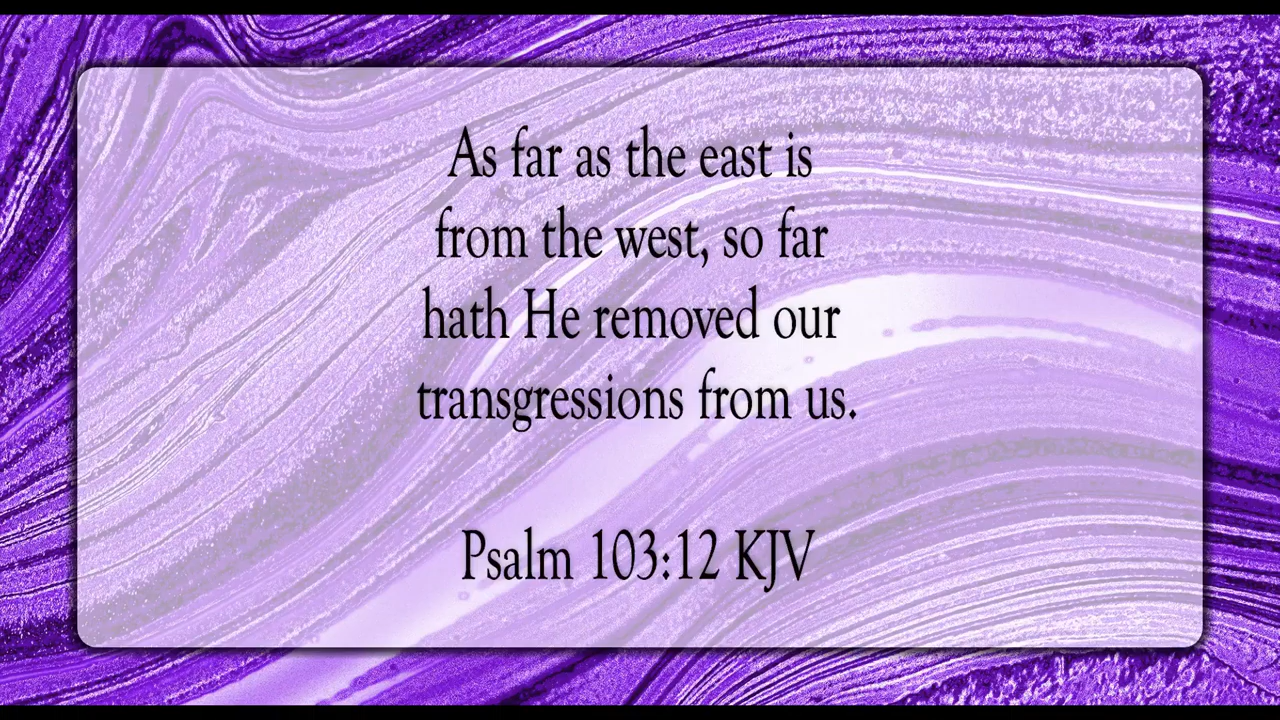 As far as the east is
from the west, so far
hath He removed our
transgressions from us.
Psalm 103:12 KJV